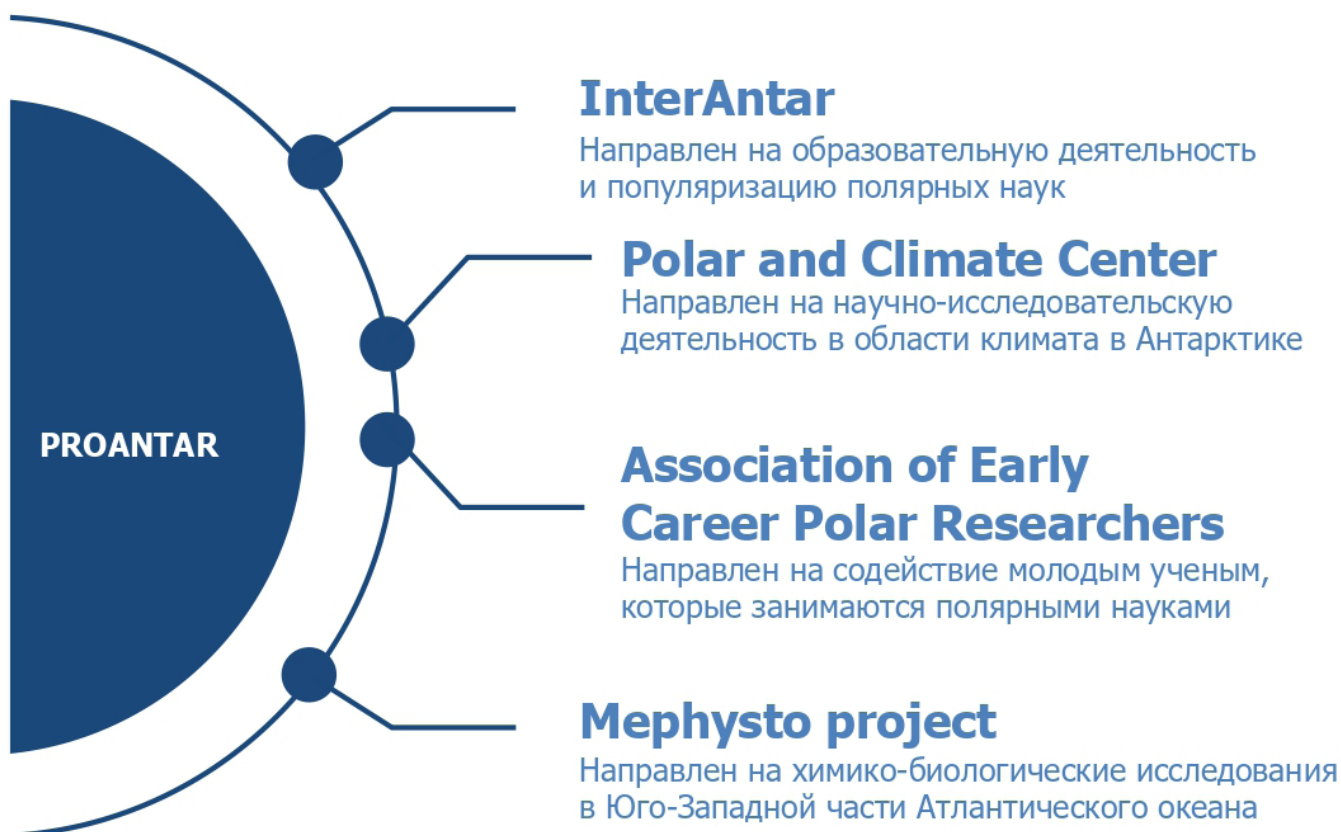 InterAntar
Направлен на образовательную деятельность
и популяризацию полярных наук
Polar and Climate Center
Направлен на научно-исследовательскую
деятельность в области климата в Антарктике
PROANTAR
Association of Early
Career Polar Researchers
Направлен на содействие молодым ученым,
которые занимаются полярными науками
Mephysto project
Направлен на химико-биологические исследования
в Юго-Западной части Атлантического океана